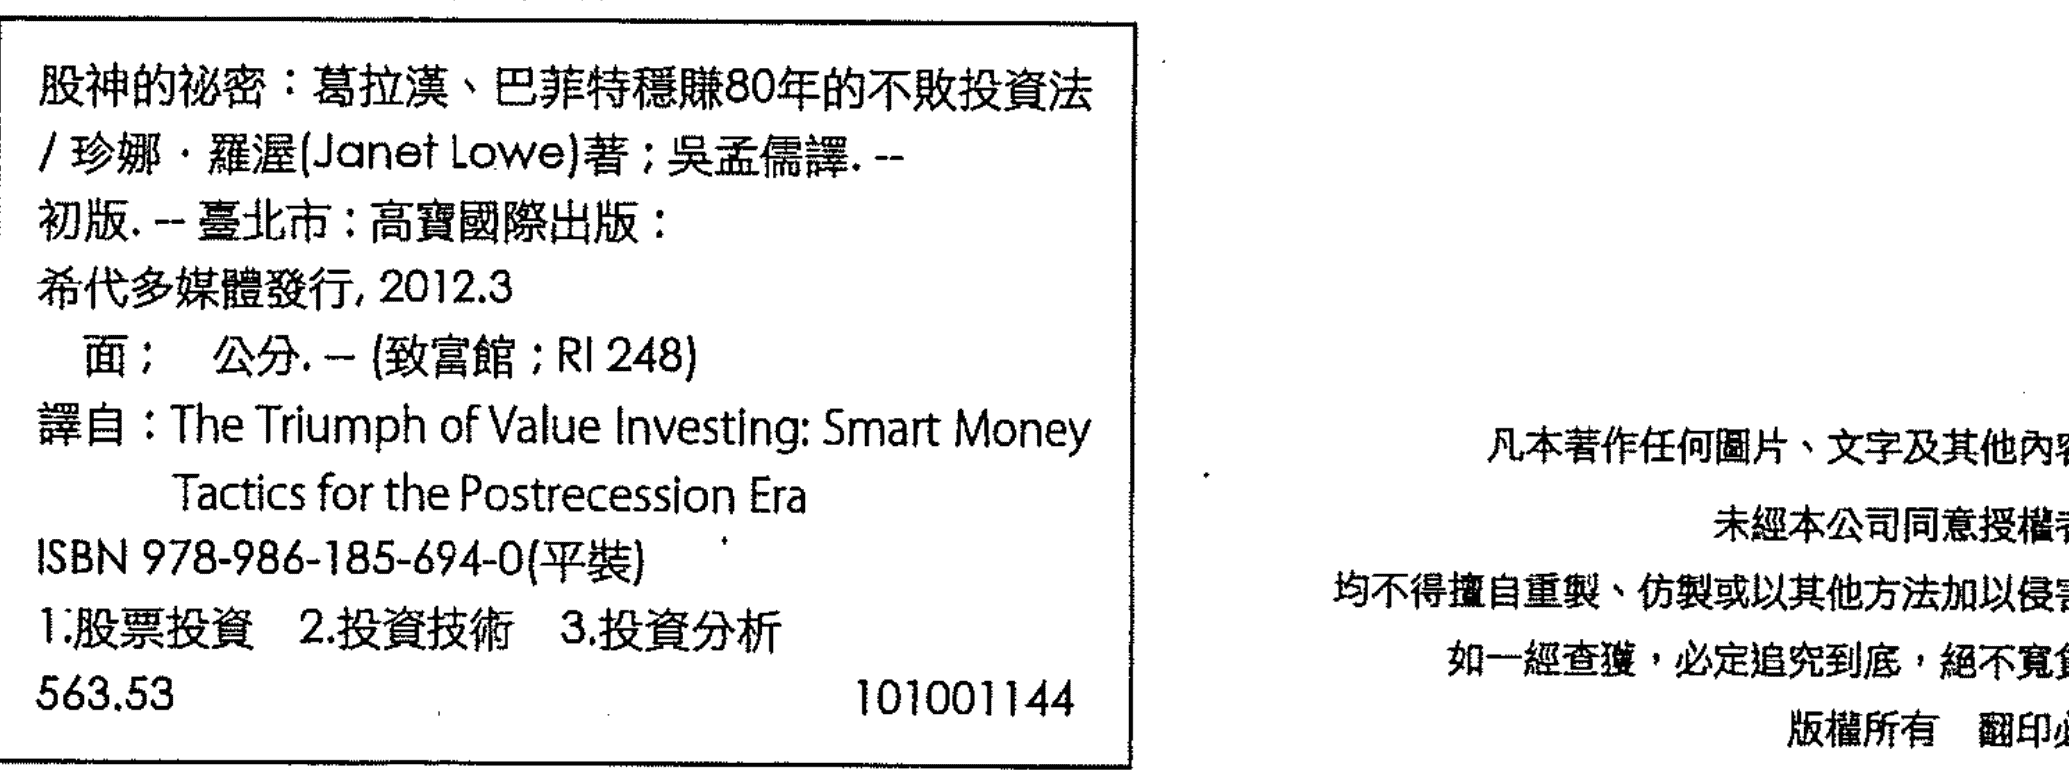 股神的祕密：葛拉漢、巴菲特穩賺80年的不敗投資法
/ 珍娜．羅渥(Janet Lowe)著；吳孟儒譯. --
初版. -- 臺北市：高寶國際出版：
希代多媒體發行, 2012.3
面；　公分. -- (致富館；RI 248)
譯自：The Triumph of Value Investing: Smart Money
Tactics for the Postrecession Era
ISBN 978-986-185-694-0(平裝)
1.股票投資　2.投資技術　3.投資分析
563.53　101001144
凡本著作任何圖片、文字及其他內
未經本公司同意授權
均不得擅自重製、仿製或以其他方法加以侵
如一經查獲，必定追究到底，絕不寬
版權所有　翻印